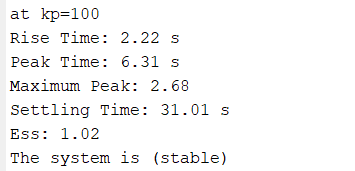 at kp=100
Rise Time: 2.22 s
Peak Time: 6.31 s
Maximum Peak: 2.68
Settling Time: 31.01 s
Ess: 1.02
The system is (stable)